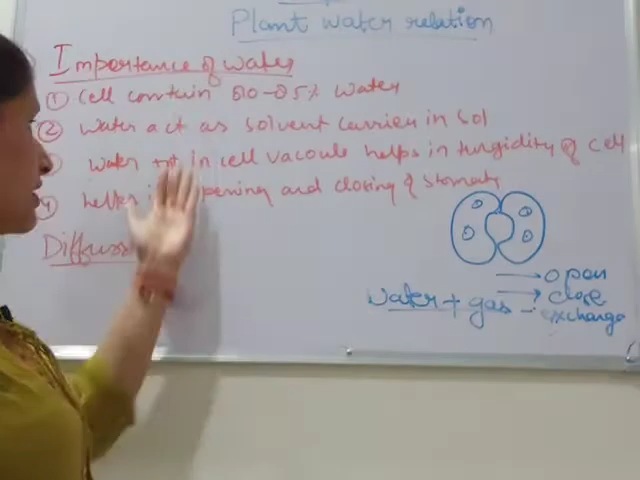 Plant water relation
Importance of water
① Cell contain 80-85% water
② Water act as solvent carrier in sol
water in cell vacoule helps in turgidity of cell
④ helps opening and closing of stomata
Diffus
open
close
water + gas - exchange